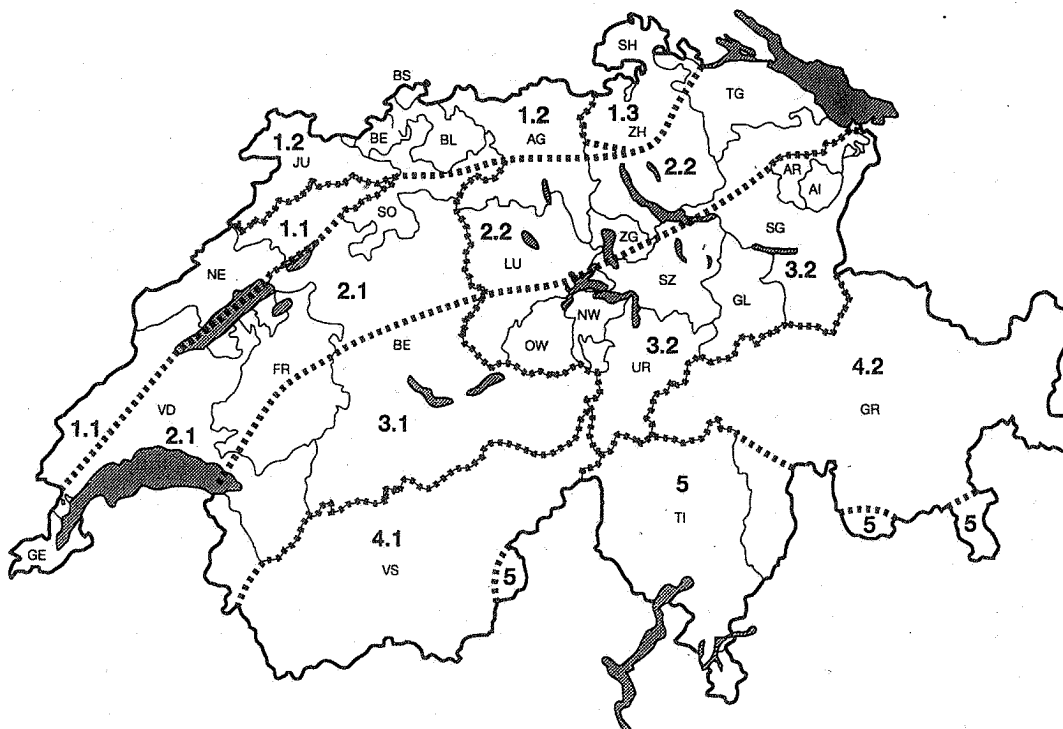 SH
BS
1.2
1.3
TG
BE
BL
AG
ZH
1.2
JU
2.2
AR
AI
SO
1.1
2.2
ZG
SG
NE
LU
SZ
3.2
2.1
GL
NW
BE
OW
3.2
FR
UR
4.2
VD
GR
1.1
2.1
3.1
5
TI
5
5
4.1
GE
VS
5